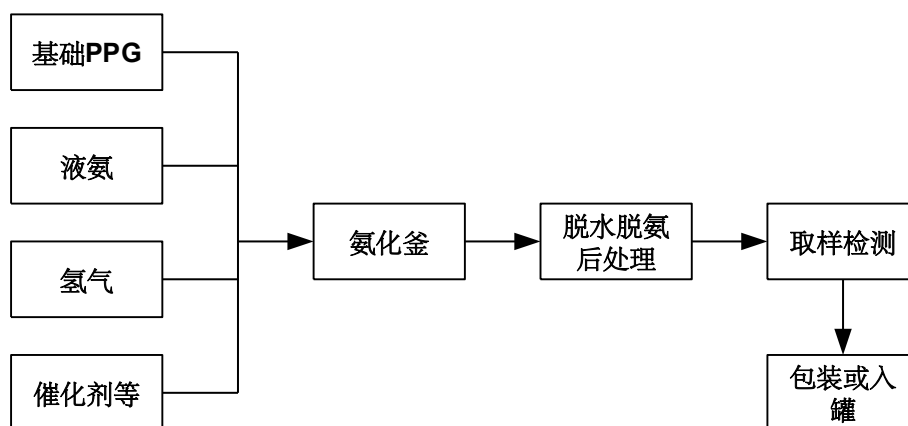 基础PPG
液氨
氢气
催化剂等
氨化釜
脱水脱氨
后处理
取样检测
包装或入
罐